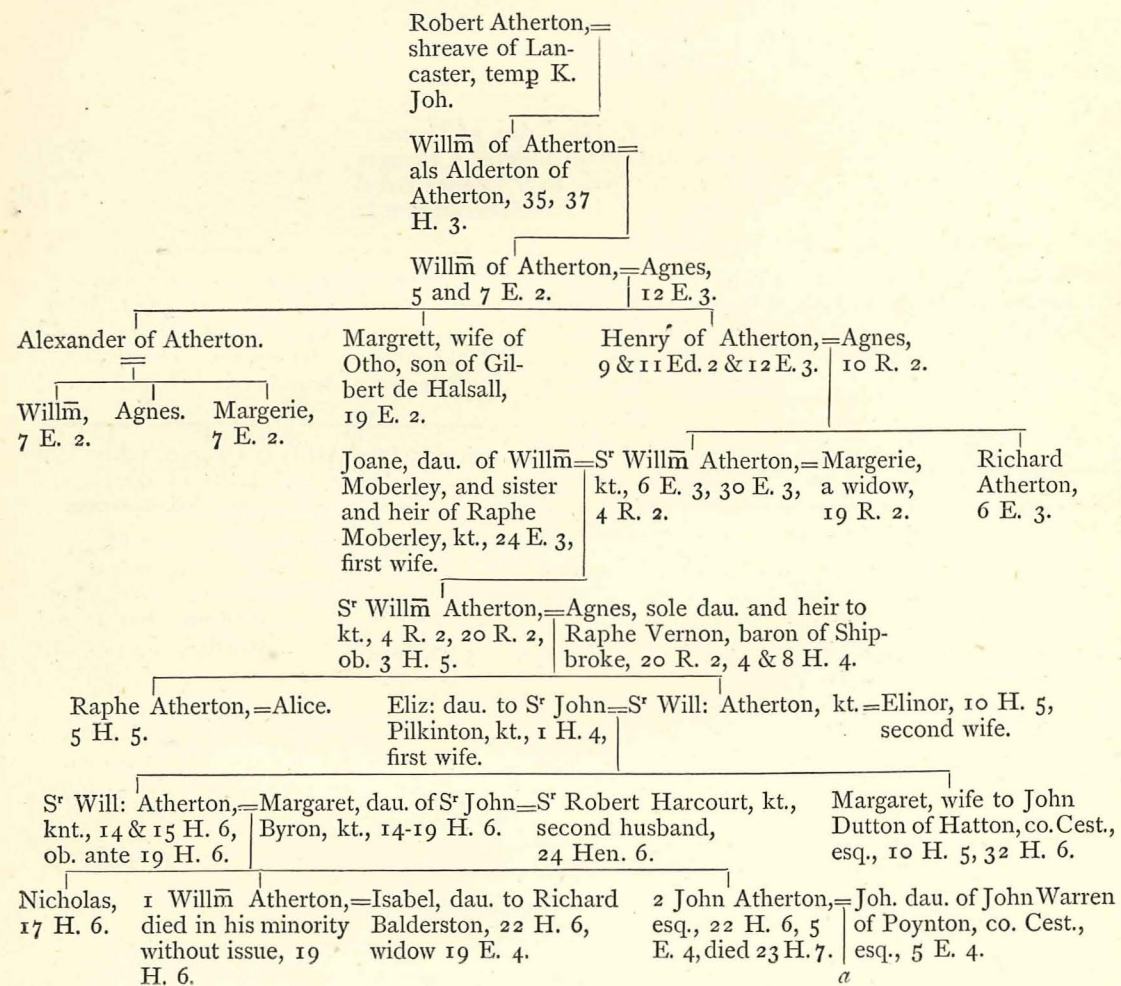 Robert Atherton,=
shreave of Lan-
caster, temp K.
Joh.
Willm̄ of Atherton=
als Alderton of
Atherton, 35, 37
H. 3.
Willm̄ of Atherton,=Agnes,
5 and 7 E. 2. 12 E. 3.
Alexander of Atherton.
Margrett, wife of
Otho, son of Gil-
bert de Halsall,
19 E. 2.
Henry of Atherton,=Agnes,
9 & 11 Ed. 2 & 12 E. 3. 10 R. 2.
Willm̄,
7 E. 2.
Agnes.
Margerie,
7 E. 2.
Joane, dau. of Willm̄=
Moberley, and sister
and heir of Raphe
Moberley, kt., 24 E. 3,
first wife.
Sʳ Willm̄ Atherton,=
kt., 6 E. 3, 30 E. 3,
4 R. 2.
Margerie,
a widow,
19 R. 2.
Richard
Atherton,
6 E. 3.
Sʳ Willm̄ Atherton,=
kt., 4 R. 2, 20 R. 2,
ob. 3 H. 5.
Agnes, sole dau. and heir to
Raphe Vernon, baron of Ship-
broke, 20 R. 2, 4 & 8 H. 4.
Raphe Atherton,=Alice.
5 H. 5.
Eliz: dau. to Sʳ John=
Pilkinton, kt., 1 H. 4,
first wife.
Sʳ Will: Atherton, kt.=
Elinor, 10 H. 5,
second wife.
Sʳ Will: Atherton,=
knt., 14 & 15 H. 6,
ob. ante 19 H. 6.
Margaret, dau. of Sʳ John=
Byron, kt., 14-19 H. 6.
Sʳ Robert Harcourt, kt.,
second husband,
24 Hen. 6.
Margaret, wife to John
Dutton of Hatton, co. Cest.,
esq., 10 H. 5, 32 H. 6.
Nicholas,
17 H. 6.
1 Willm̄ Atherton,=
died in his minority
without issue, 19
H. 6.
Isabel, dau. to Richard
Balderston, 22 H. 6,
widow 19 E. 4.
2 John Atherton,=
esq., 22 H. 6, 5
E. 4, died 23 H. 7.
Joh. dau. of John Warren
of Poynton, co. Cest.,
esq., 5 E. 4.
a